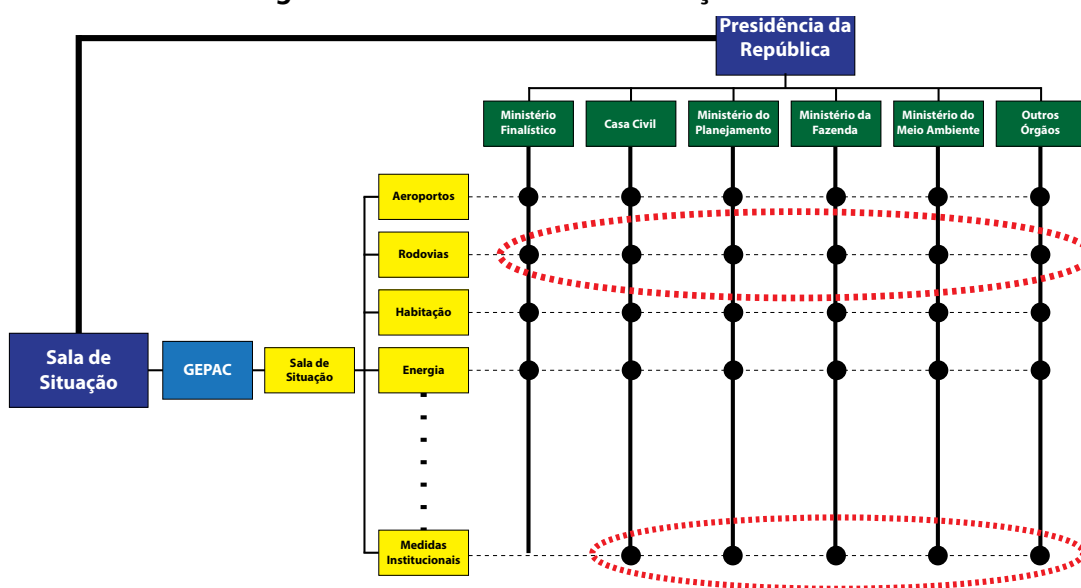 Presidência da
República
Ministério
Finalístico
Casa Civil
Ministério do
Planejamento
Ministério da
Fazenda
Ministério do
Meio Ambiente
Outros
Órgãos
Aeroportos
Rodovias
Habitação
Sala de
Situação
GEPAC
Sala de
Situação
Energia
Medidas
Institucionais